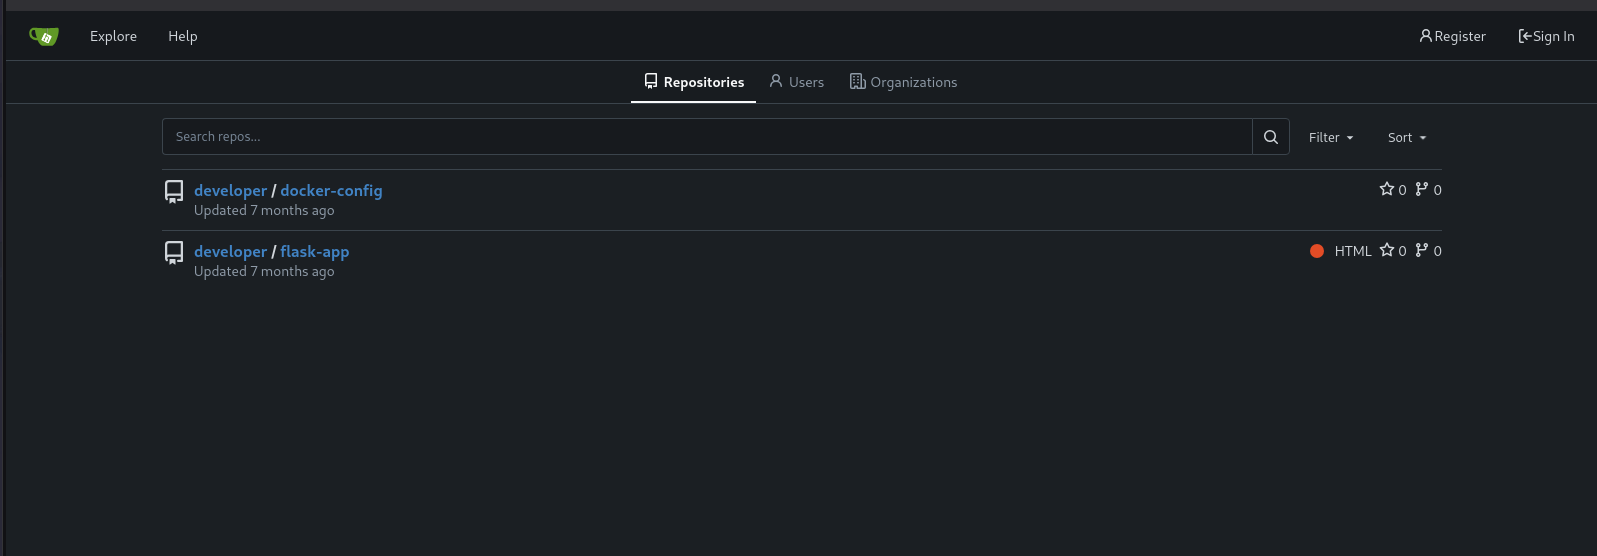 Explore Help Register Sign In
Repositories Users Organizations
Search repos... Filter Sort
developer / docker-config 0 0
Updated 7 months ago
developer / flask-app HTML 0 0
Updated 7 months ago